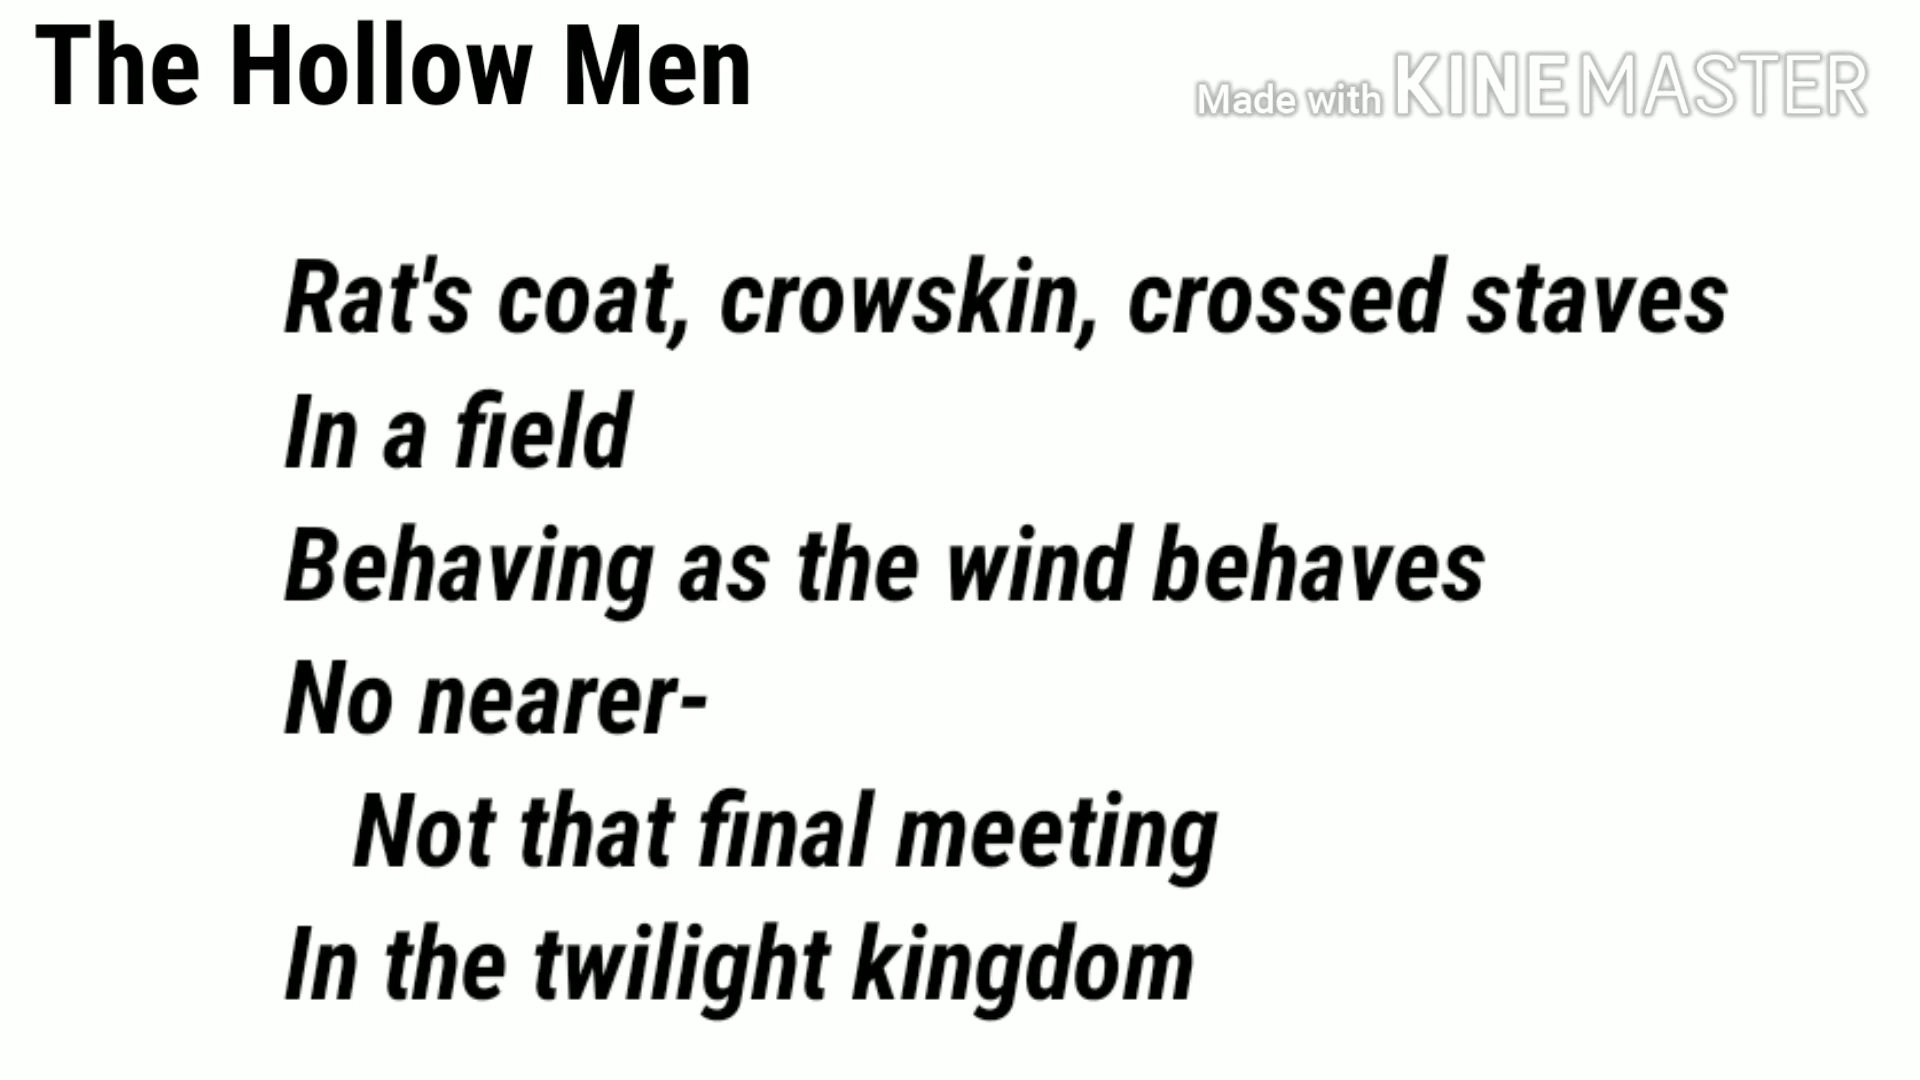 The Hollow Men
Made with KINEMASTER
Rat's coat, crowskin, crossed staves
In a field
Behaving as the wind behaves
No nearer-
Not that final meeting
In the twilight kingdom